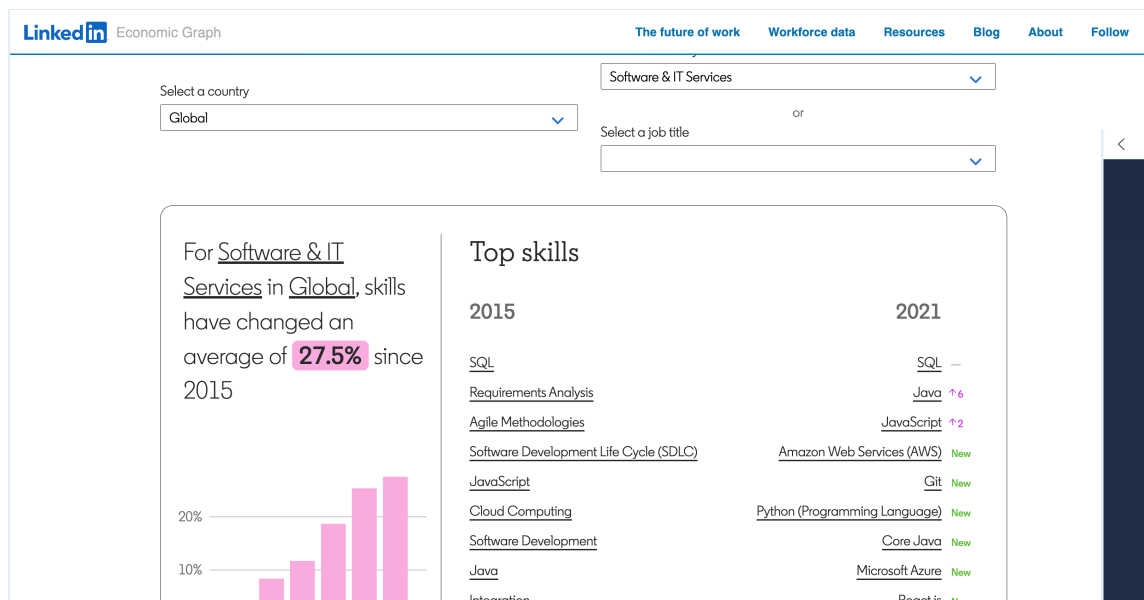 LinkedIn Economic Graph
The future of work
Workforce data
Resources
Blog
About
Follow
Select a country
Global
Software & IT Services
or
Select a job title
For Software & IT
Services in Global, skills
have changed an
average of 27.5% since
2015
20%
10%
Top skills
2015 2021
SQL SQL —
Requirements Analysis Java ↑6
Agile Methodologies JavaScript ↑2
Software Development Life Cycle (SDLC) Amazon Web Services (AWS) New
JavaScript Git New
Cloud Computing Python (Programming Language) New
Software Development Core Java New
Java Microsoft Azure New
Integration React.js